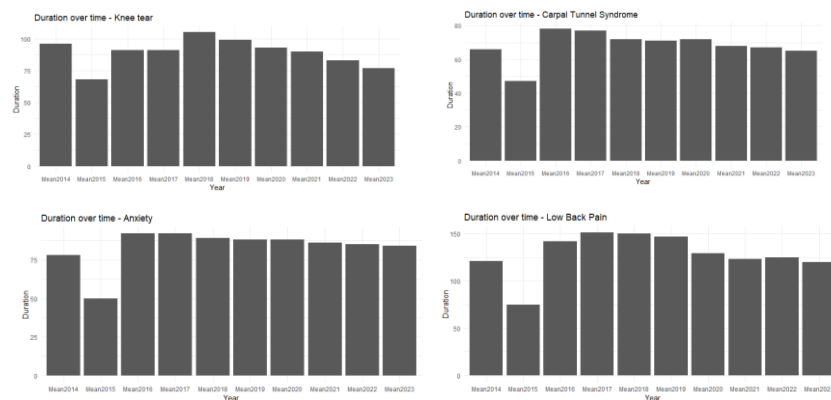 Duration over time - Knee tear
100
75
50
25
0
Duration
Mean2014 Mean2015 Mean2016 Mean2017 Mean2018 Mean2019 Mean2020 Mean2021 Mean2022 Mean2023
Year
Duration over time - Carpal Tunnel Syndrome
80
60
40
20
0
Duration
Mean2014 Mean2015 Mean2016 Mean2017 Mean2018 Mean2019 Mean2020 Mean2021 Mean2022 Mean2023
Year
Duration over time - Anxiety
75
50
25
0
Duration
Mean2014 Mean2015 Mean2016 Mean2017 Mean2018 Mean2019 Mean2020 Mean2021 Mean2022 Mean2023
Year
Duration over time - Low Back Pain
150
100
50
0
Duration
Mean2014 Mean2015 Mean2016 Mean2017 Mean2018 Mean2019 Mean2020 Mean2021 Mean2022 Mean202
Year